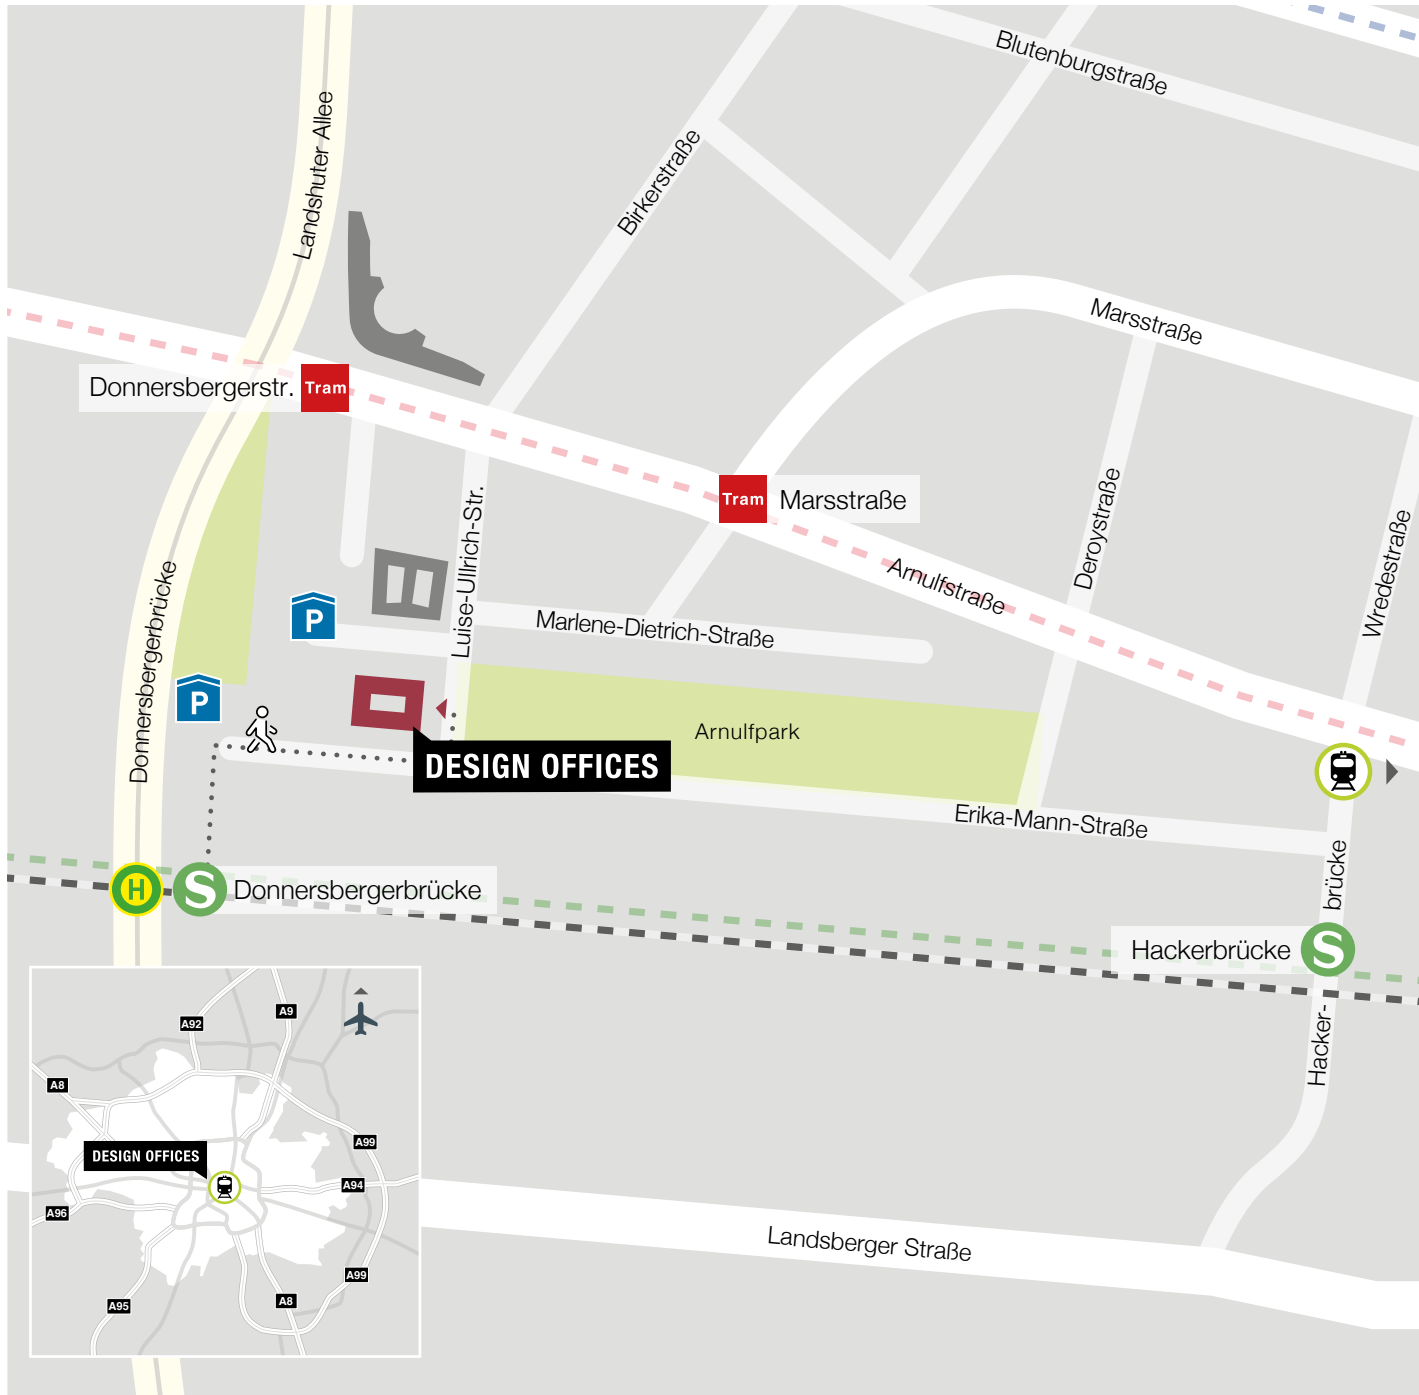 Blutenburgstraße
Landshuter Allee
Birkerstraße
Marsstraße
Donnersbergerstr.
Tram
Tram
Marsstraße
Luise-Ullrich-Str.
Deroystraße
Arnulfstraße
Wredestraße
Donnersbergerbrücke
P
Marlene-Dietrich-Straße
P
Arnulfpark
DESIGN OFFICES
Erika-Mann-Straße
brücke
H
S
Donnersbergerbrücke
Hackerbrücke
S
Hacker-
A9
A92
A8
A99
DESIGN OFFICES
A94
A96
A99
A95
A8
Landsberger Straße